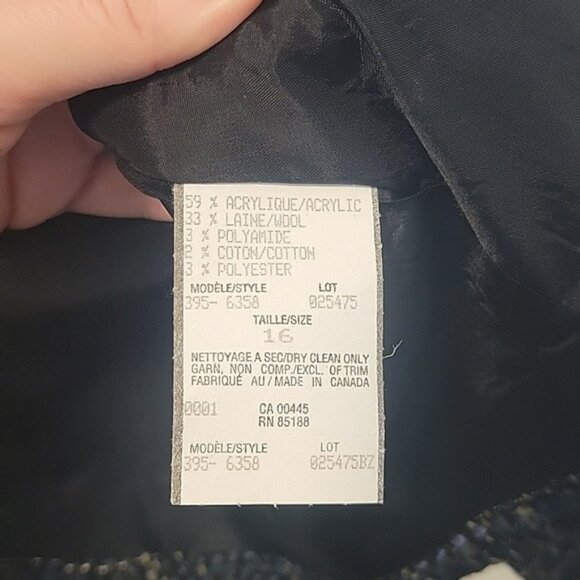 59 % ACRYLIQUE/ACRYLIC
33 % LAINE/WOOL
3 % POLYAMIDE
2 % COTON/COTTON
3 % POLYESTER
MODÈLE/STYLE LOT
395- 6358 025475
TAILLE/SIZE
16
NETTOYAGE A SEC/DRY CLEAN ONLY
GARN, NON COMP./EXCL. OF TRIM
FABRIQUÉ AU/MADE IN CANADA
0001 CA 00445
RN 85188
MODÈLE/STYLE LOT
395- 6358 025475BZ